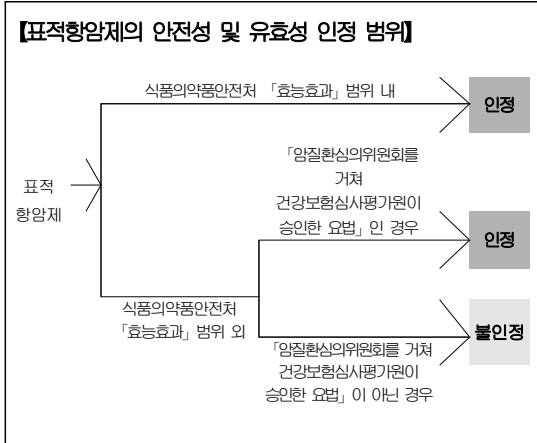 【표적항암제의 안전성 및 유효성 인정 범위】
식품의약품안전처 「효능효과」 범위 내
인정
표적
항암제
「암질환심의위원회를
거쳐
건강보험심사평가원이
승인한 요법」 인 경우
인정
식품의약품안전처
「효능효과」 범위 외
불인정
「암질환심의위원회를 거쳐
건강보험심사평가원이
승인한 요법」 이 아닌 경우